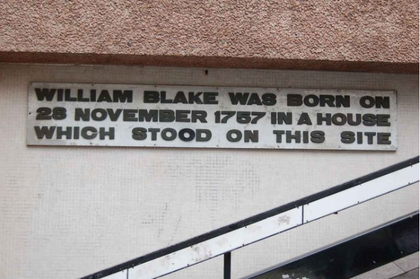 WILLIAM BLAKE WAS BORN ON
28 NOVEMBER 1757 IN A HOUSE
WHICH STOOD ON THIS SITE